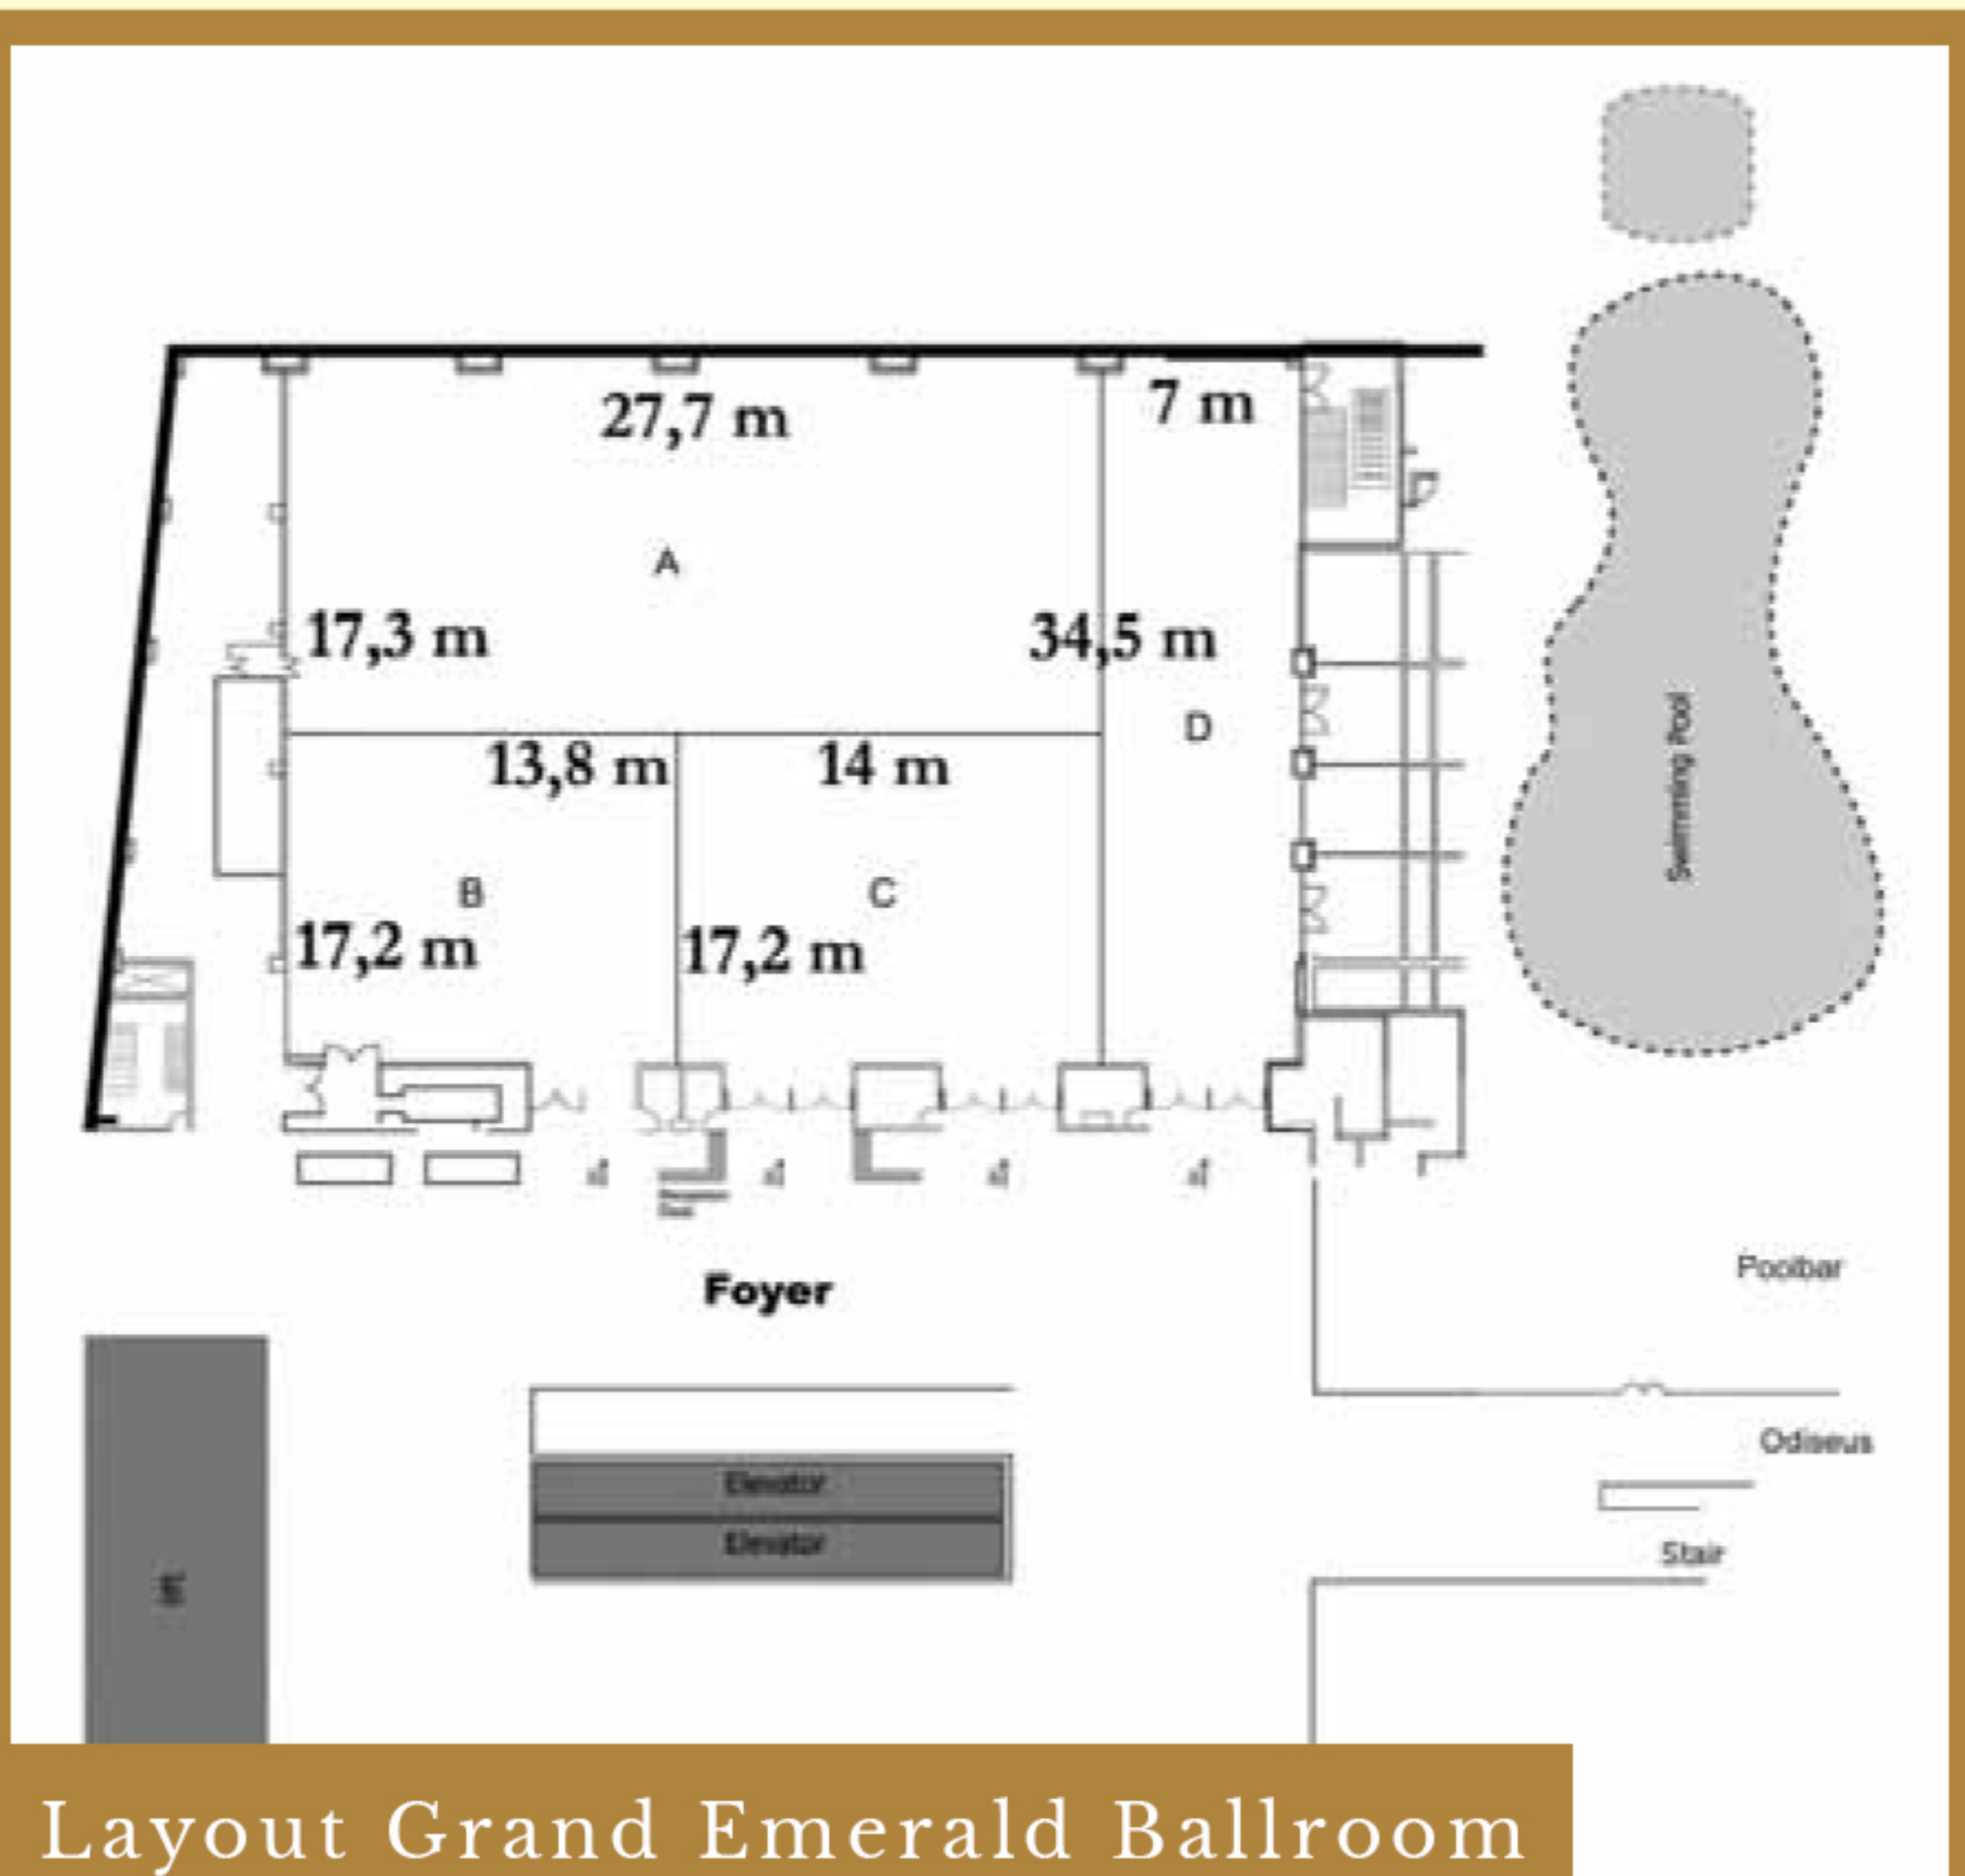 27,7 m
7 m
A
17,3 m
34,5 m
D
13,8 m
14 m
B
C
17,2 m
17,2 m
Swimming Pool
Foyer
Poolbar
Elevator
Elevator
Odiseus
Stair
Layout Grand Emerald Ballroom